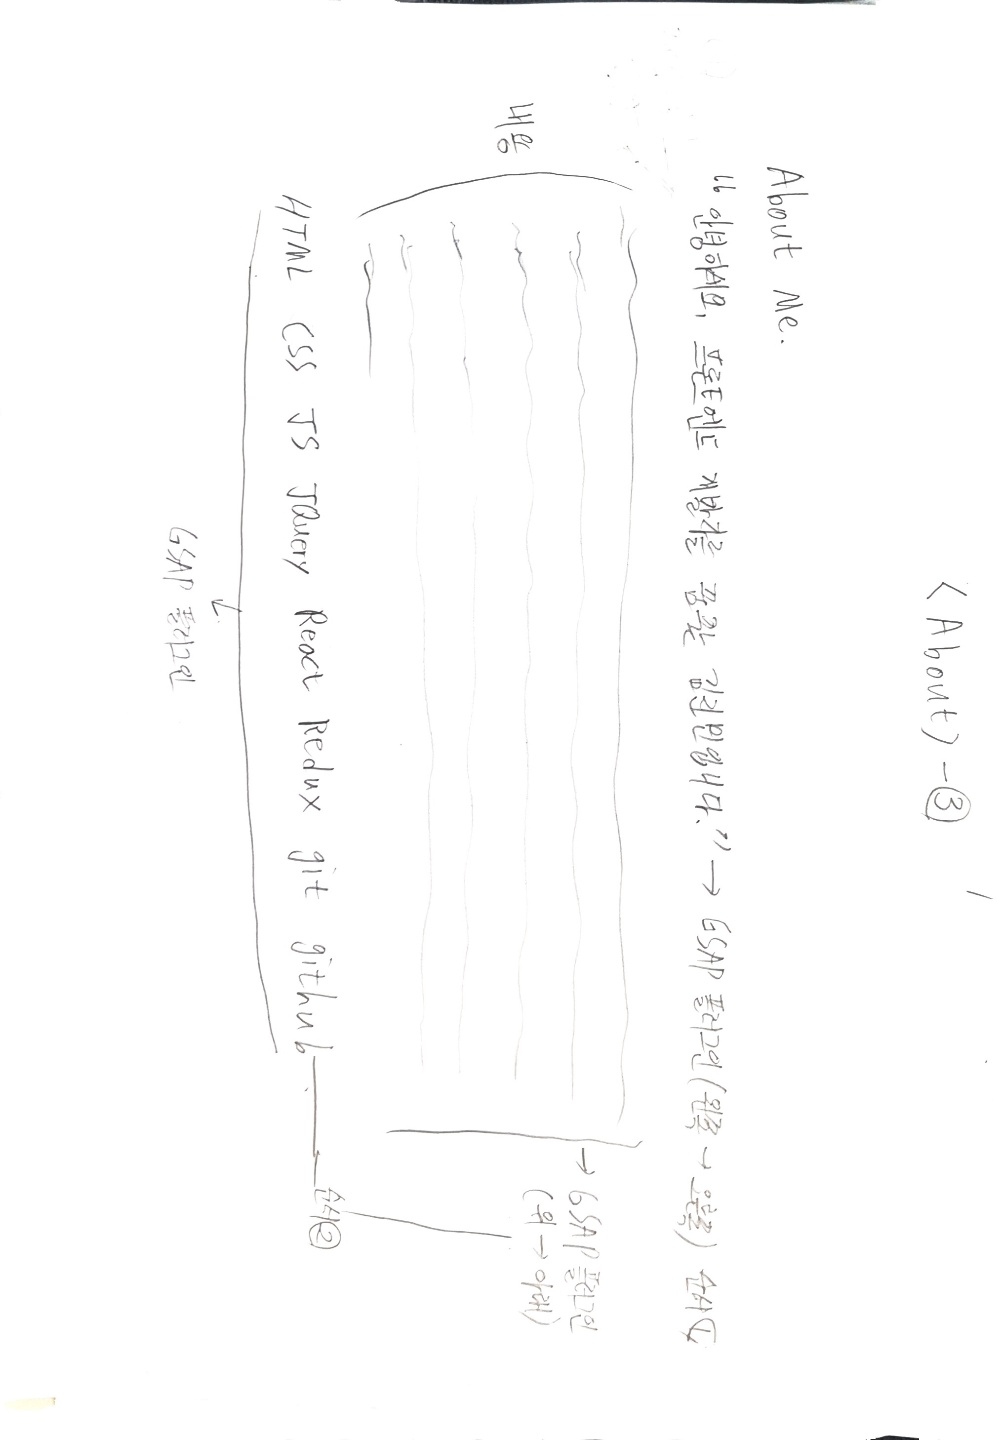 <About> - ③
About Me.
"안녕하세요, 프론트엔드 개발자를 꿈꾸는 입니다." → GSAP 플러그인 (왼쪽 → 오른쪽) 순서 ①
→ GSAP 플러그인
(위 → 아래)
내용
HTML CSS JS JQuery React Redux git github
순서②
GSAP 플러그인